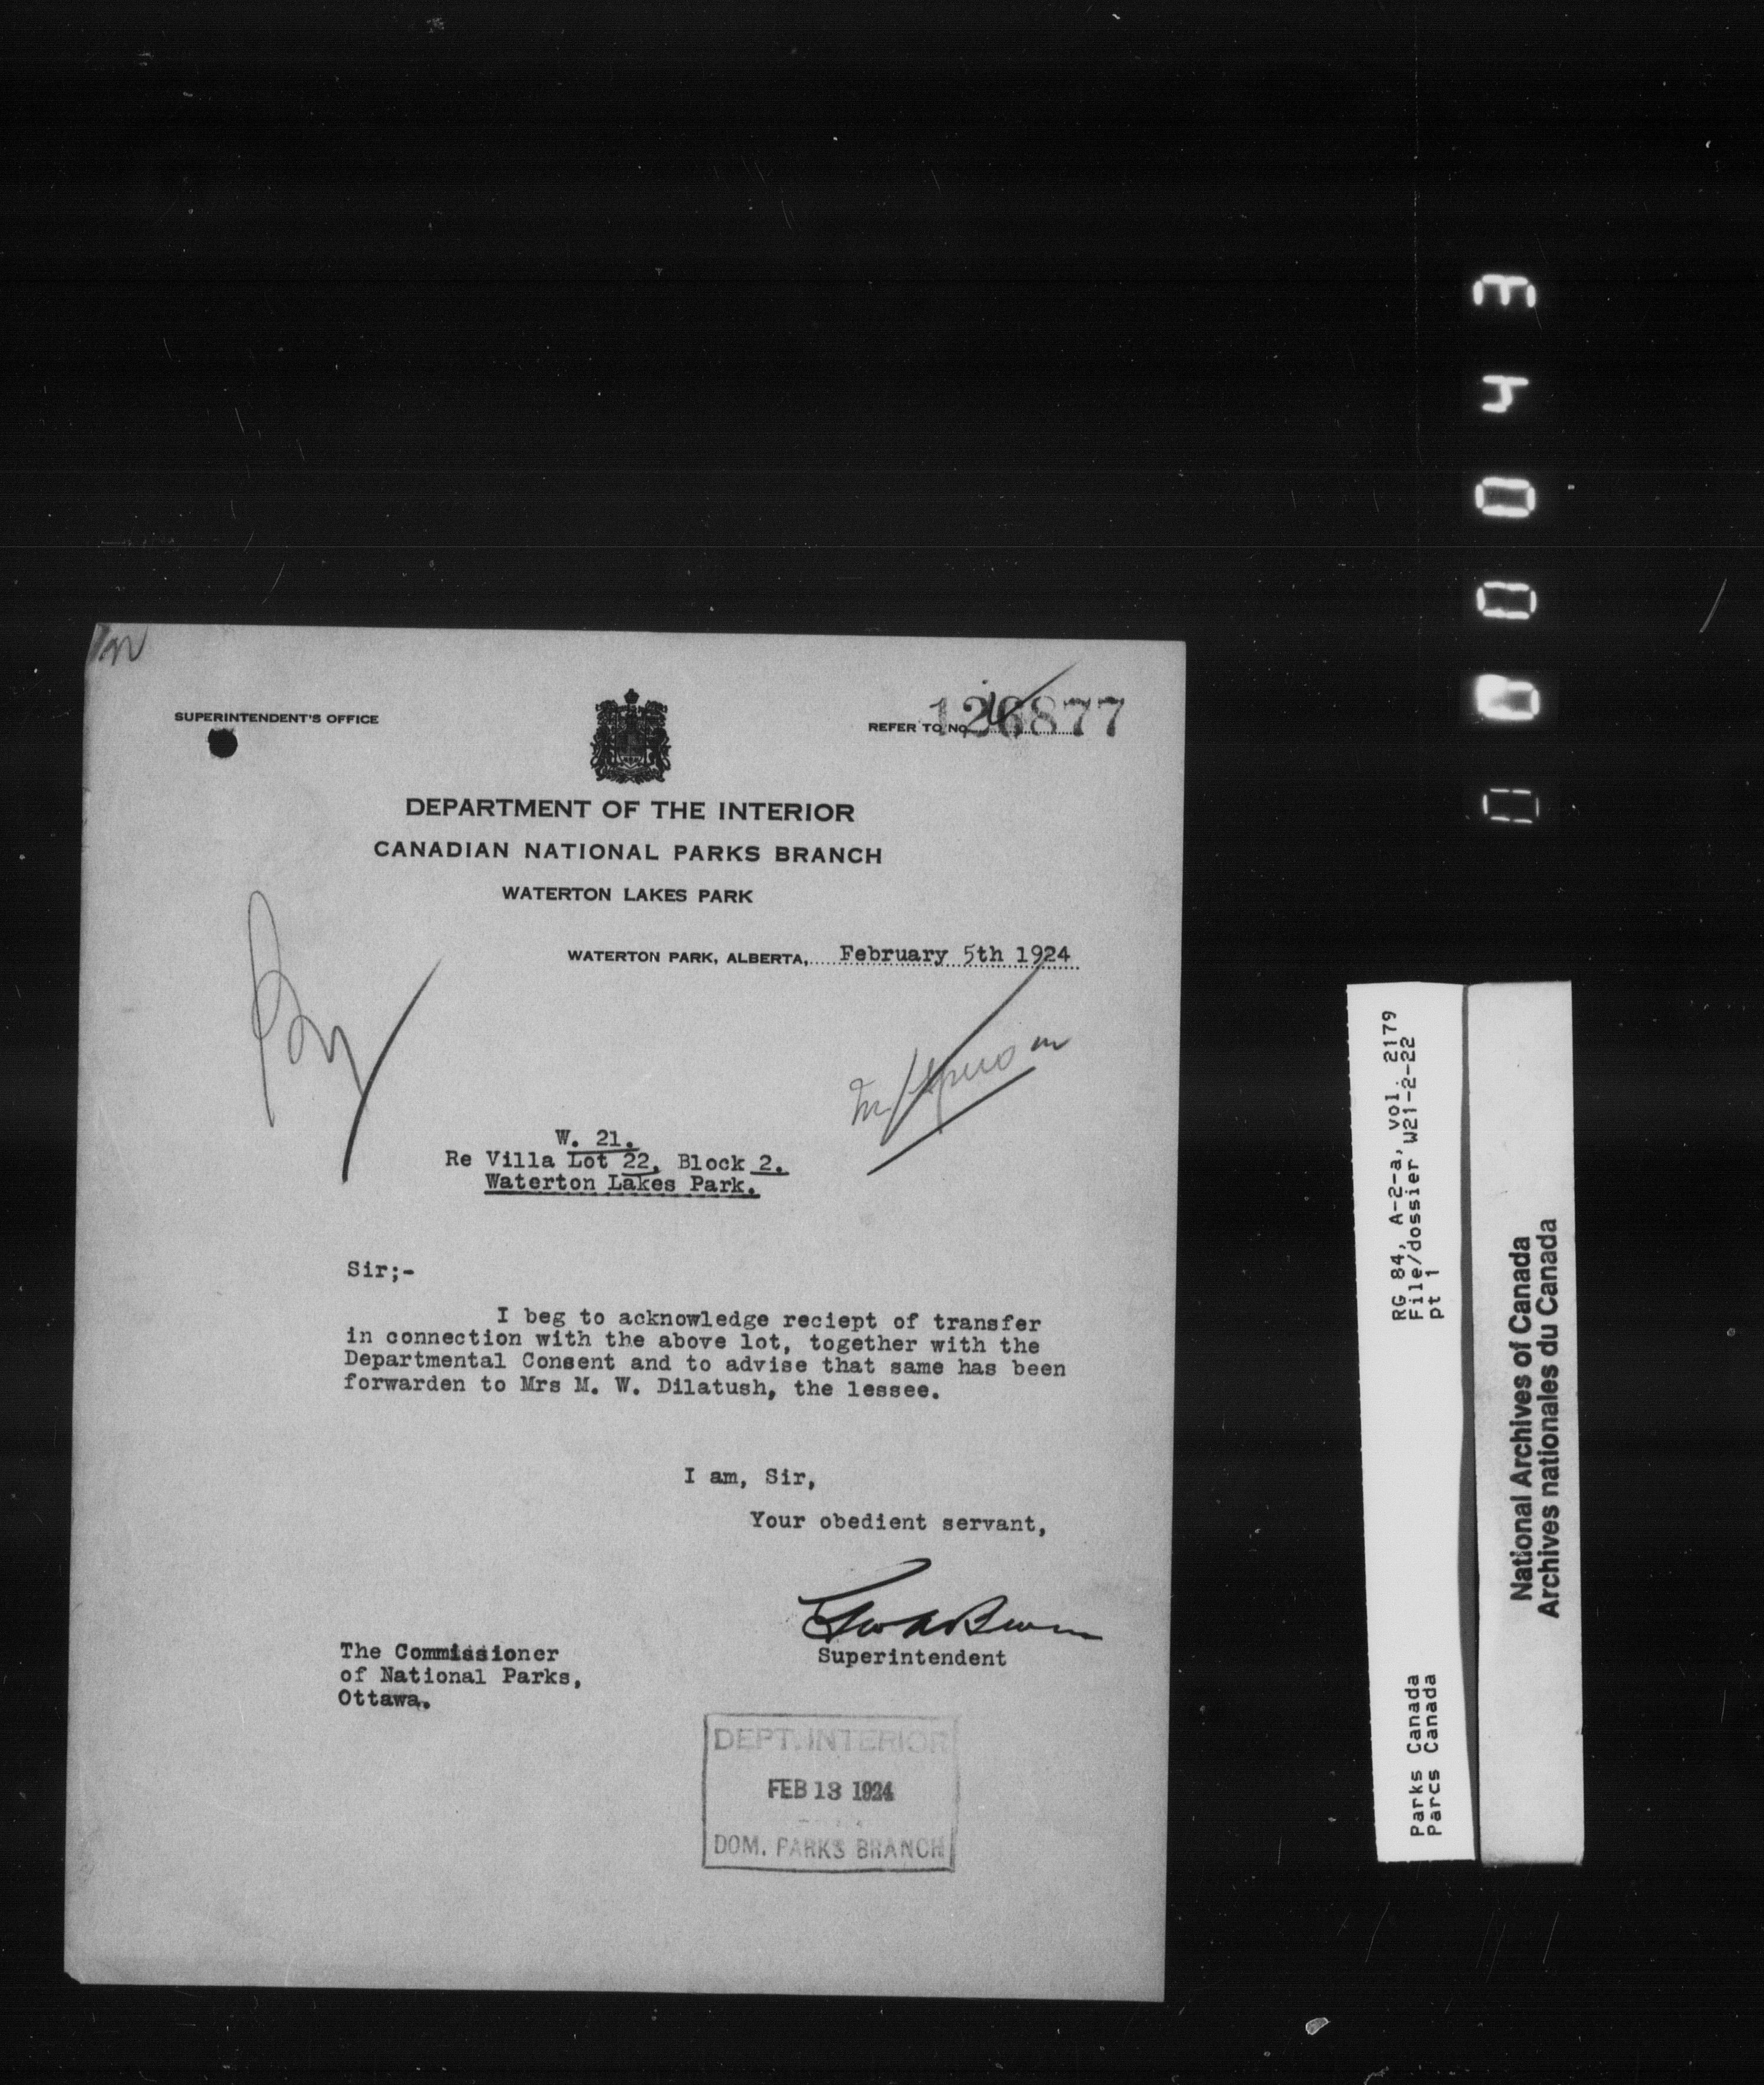 SUPERINTENDENT'S OFFICE
REFER TO NO.
126877
DEPARTMENT OF THE INTERIOR
CANADIAN NATIONAL PARKS BRANCH
WATERTON LAKES PARK
WATERTON PARK, ALBERTA, February 5th 1924
W. 21.
Re Villa Lot 22, Block 2.
Waterton Lakes Park.
Sir;-
I beg to acknowledge reciept of transfer
in connection with the above lot, together with the
Departmental Consent and to advise that same has been
forwarden to Mrs M. W. Dilatush, the lessee.
I am, Sir,
Your obedient servant,
Superintendent
The Commissioner
of National Parks,
Ottawa.
DEPT. INTERIOR
FEB 13 1924
DOM. PARKS BRANCH
RG 84, A-2-a, vol. 2179
File/dossier W21-2-22
pt 1
Parks Canada
Parcs Canada
National Archives of Canada
Archives nationales du Canada